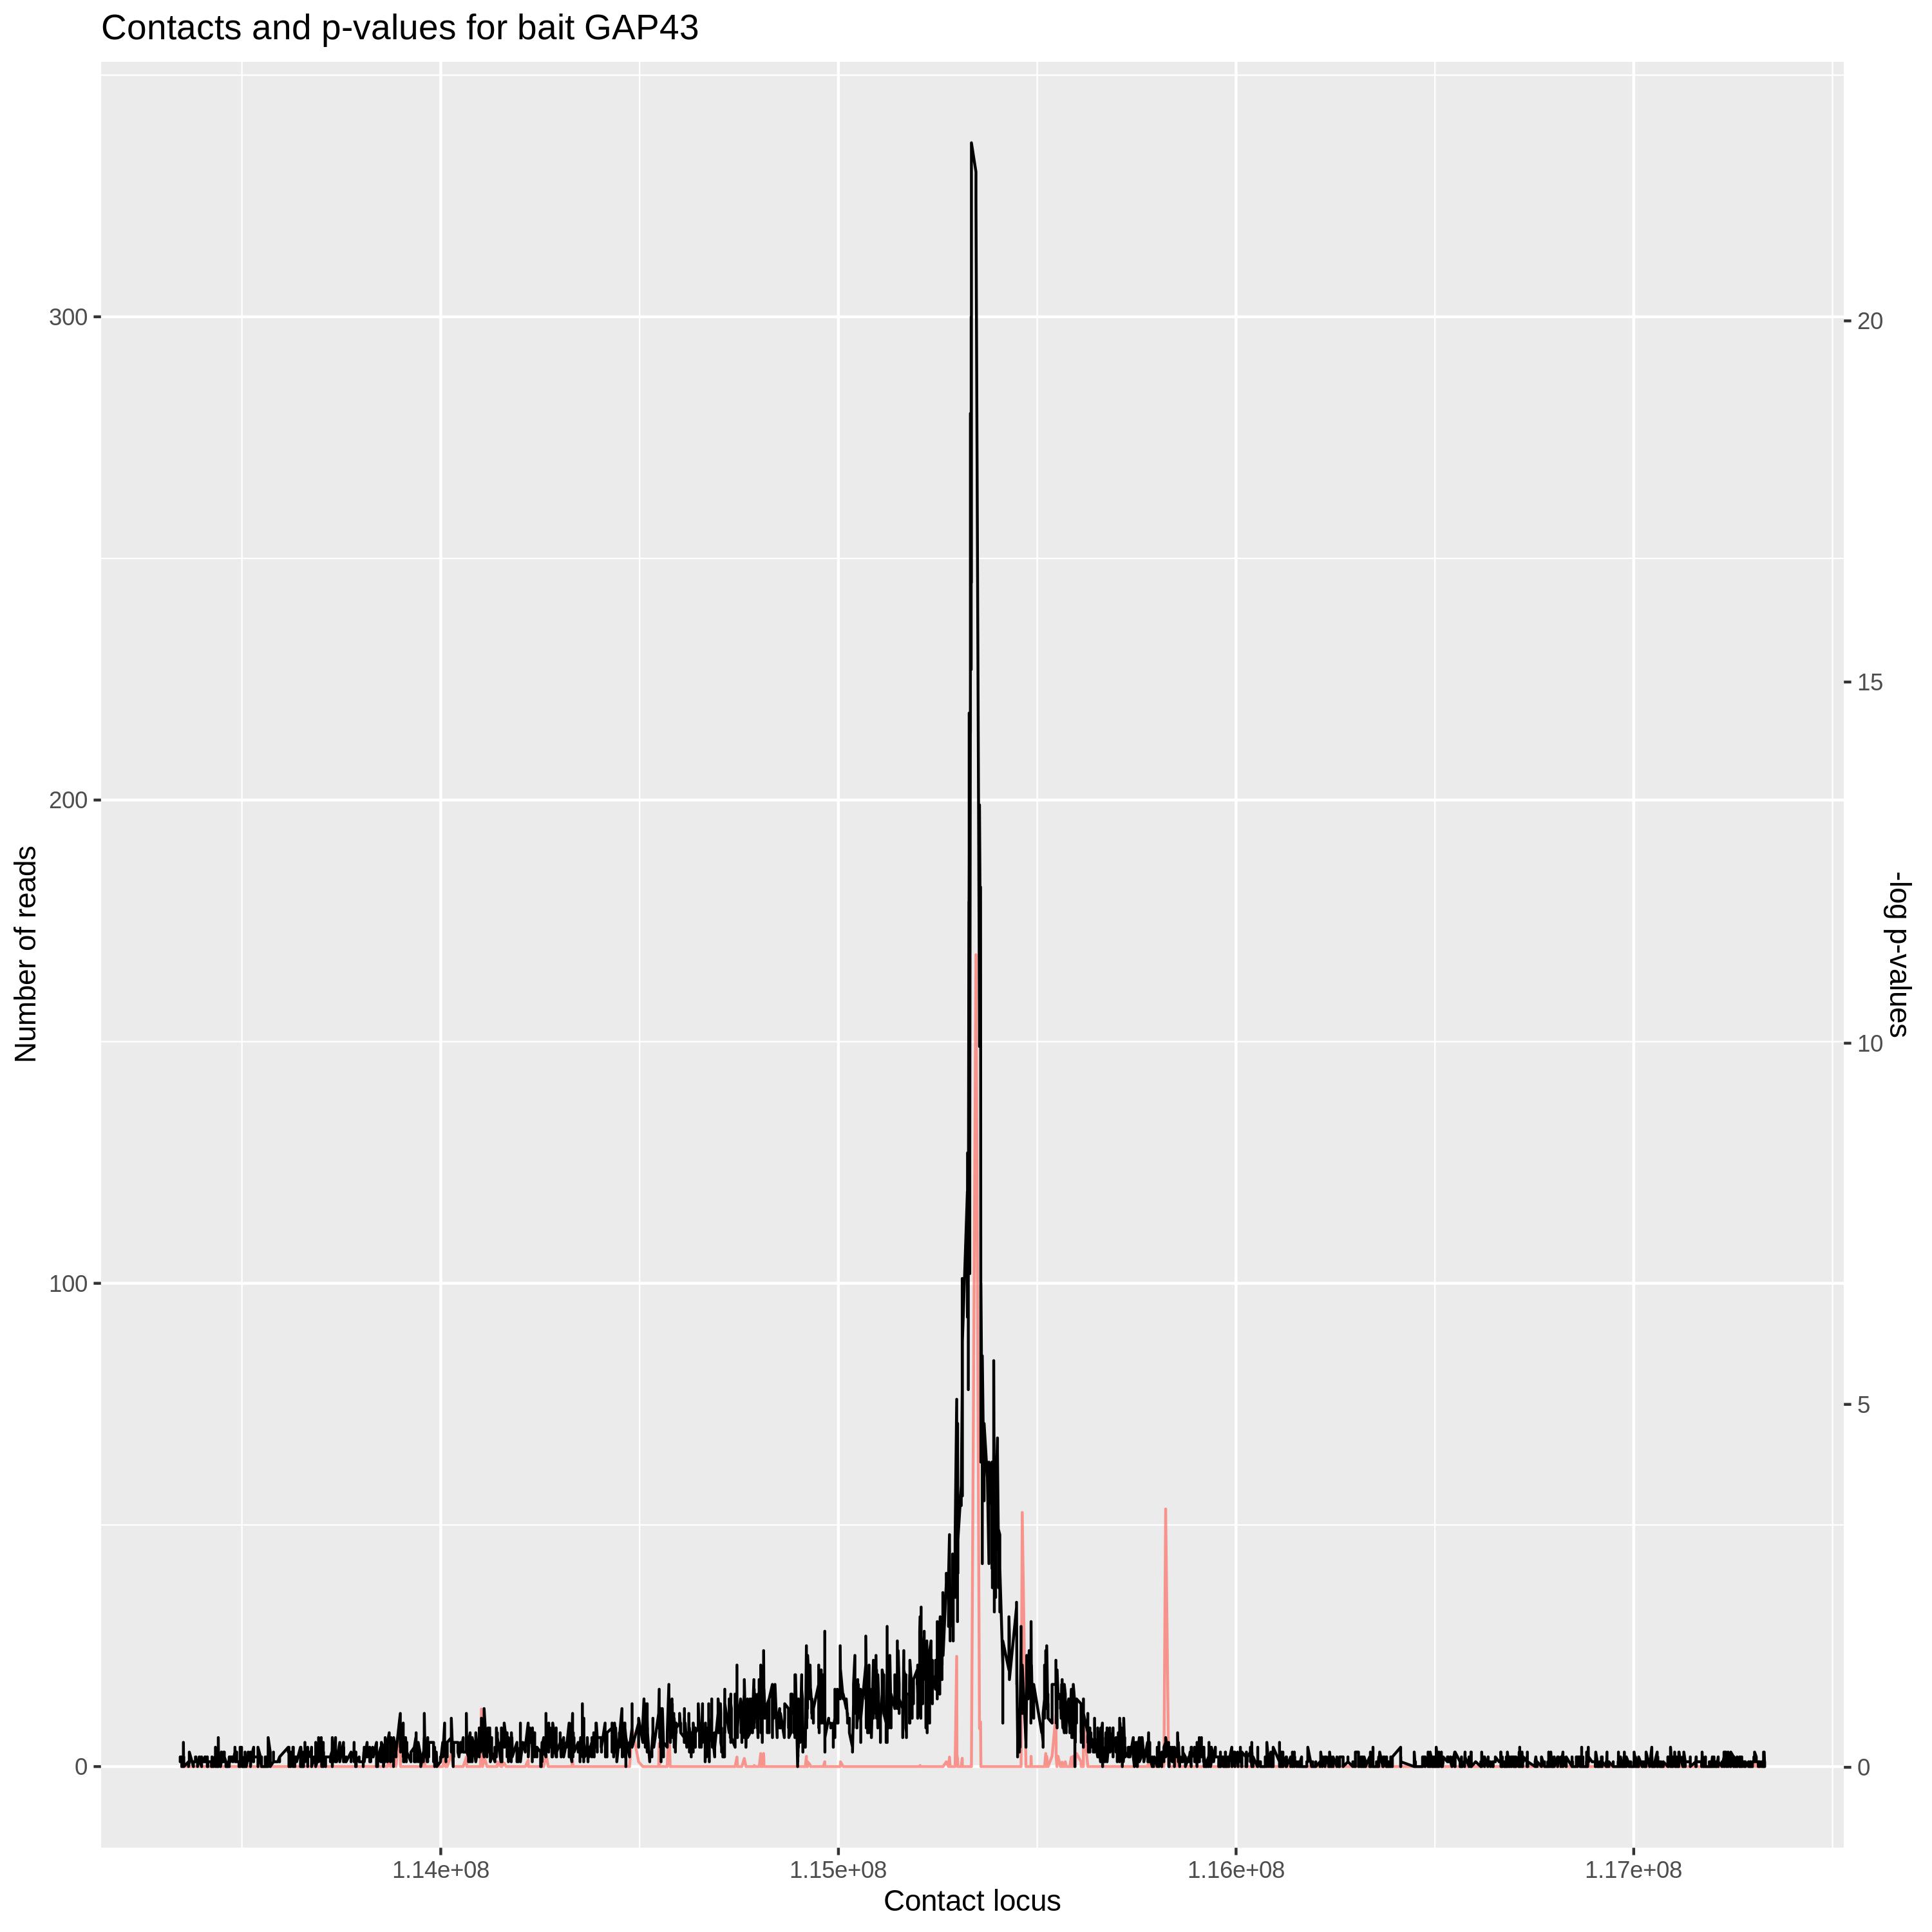 Contacts and p-values for bait GAP43
300
200
100
0
Number of reads
20
15
10
5
0
-log p-values
1.14e+08
1.15e+08
1.16e+08
1.17e+08
Contact locus